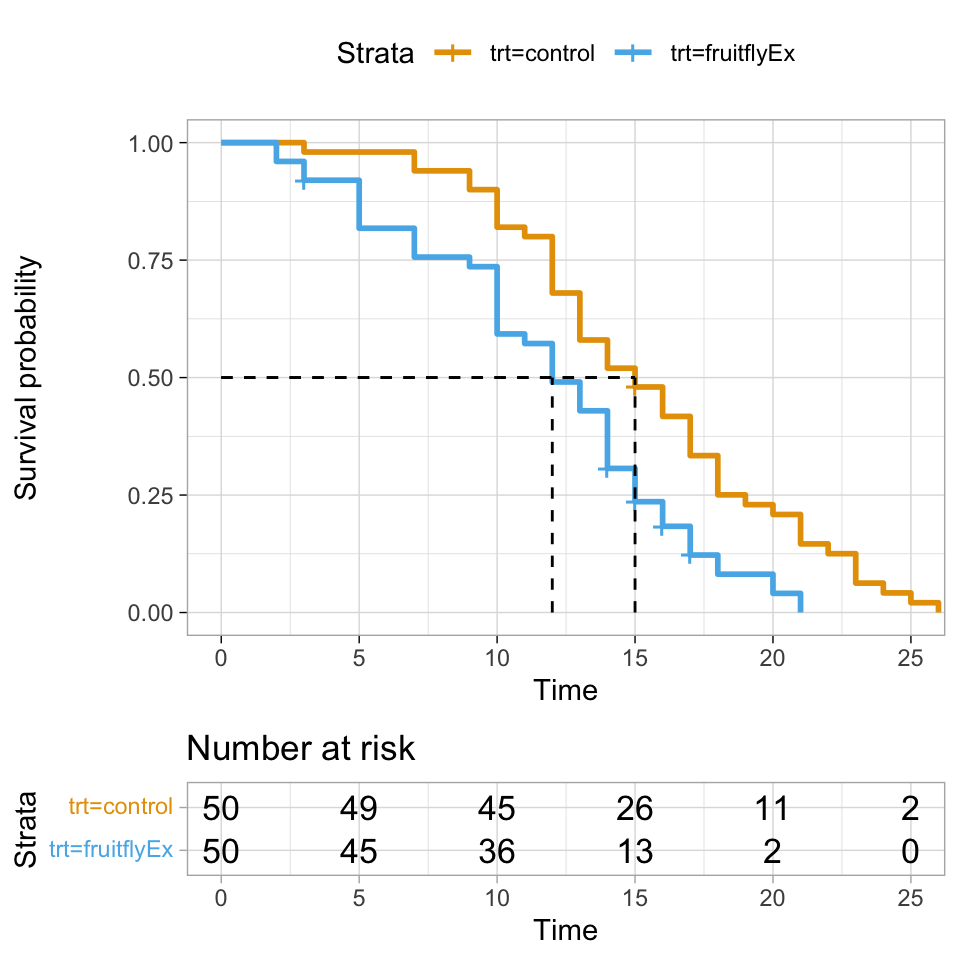 Strata trt=control trt=fruitflyEx
Survival probability
1.00
0.75
0.50
0.25
0.00
0 5 10 15 20 25
Time
Number at risk
Strata
trt=control 50 49 45 26 11 2
trt=fruitflyEx 50 45 36 13 2 0
0 5 10 15 20 25
Time